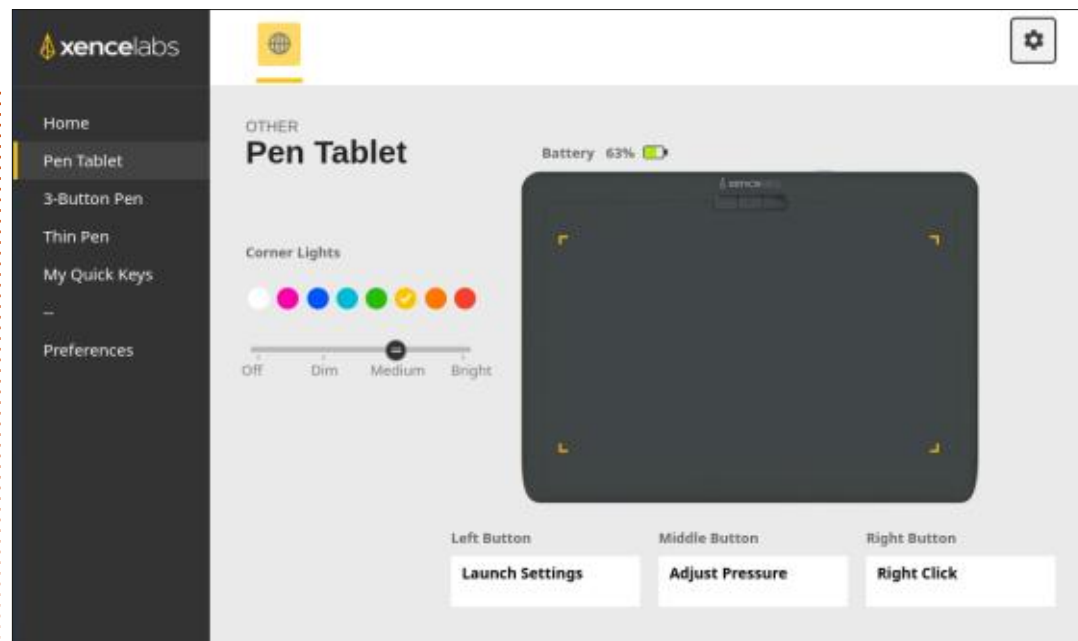 xencelabs
Home
Pen Tablet
3-Button Pen
Thin Pen
My Quick Keys
--
Preferences
OTHER
Pen Tablet
Battery 63%
xencelabs
Corner Lights
Off Dim Medium Bright
Left Button Middle Button Right Button
Launch Settings Adjust Pressure Right Click